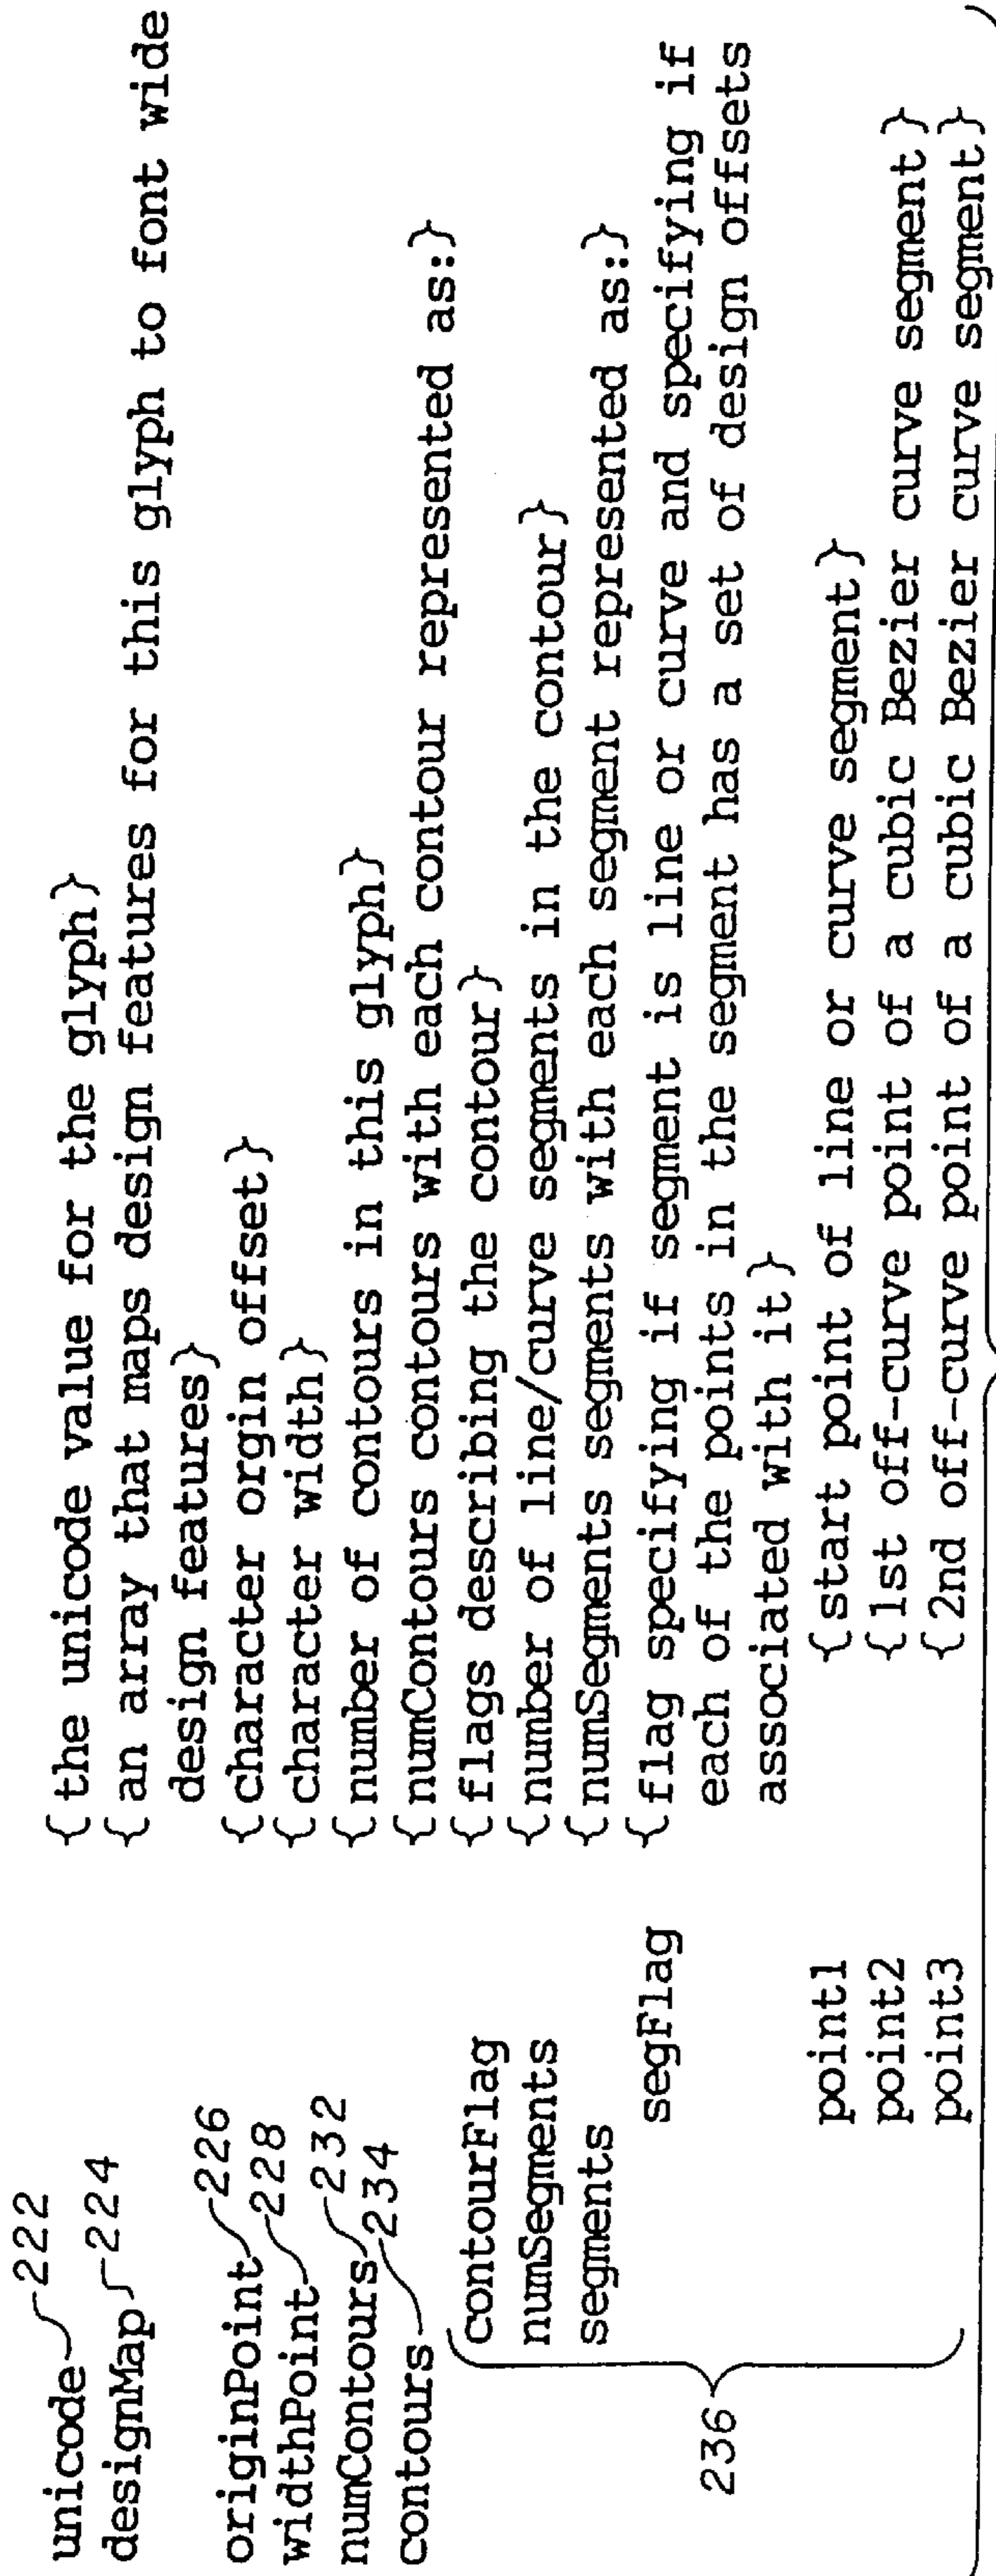 unicode 222 {the unicode value for the glyph}
designMap 224 {an array that maps design features for this glyph to font wide
design features}
originPoint 226 {character orgin offset}
widthPoint 228 {character width}
numContours 232 {number of contours in this glyph}
contours 234 {numContours contours with each contour represented as:}
contourFlag {flags describing the contour}
numSegments {number of line/curve segments in the contour}
segments {numSegments segments with each segment represented as:}
segFlag {flag specifying if segment is line or curve and specifying if
236 each of the points in the segment has a set of design offsets
associated with it}
point1 {start point of line or curve segment}
point2 {1st off-curve point of a cubic Bezier curve segment}
point3 {2nd off-curve point of a cubic Bezier curve segment}